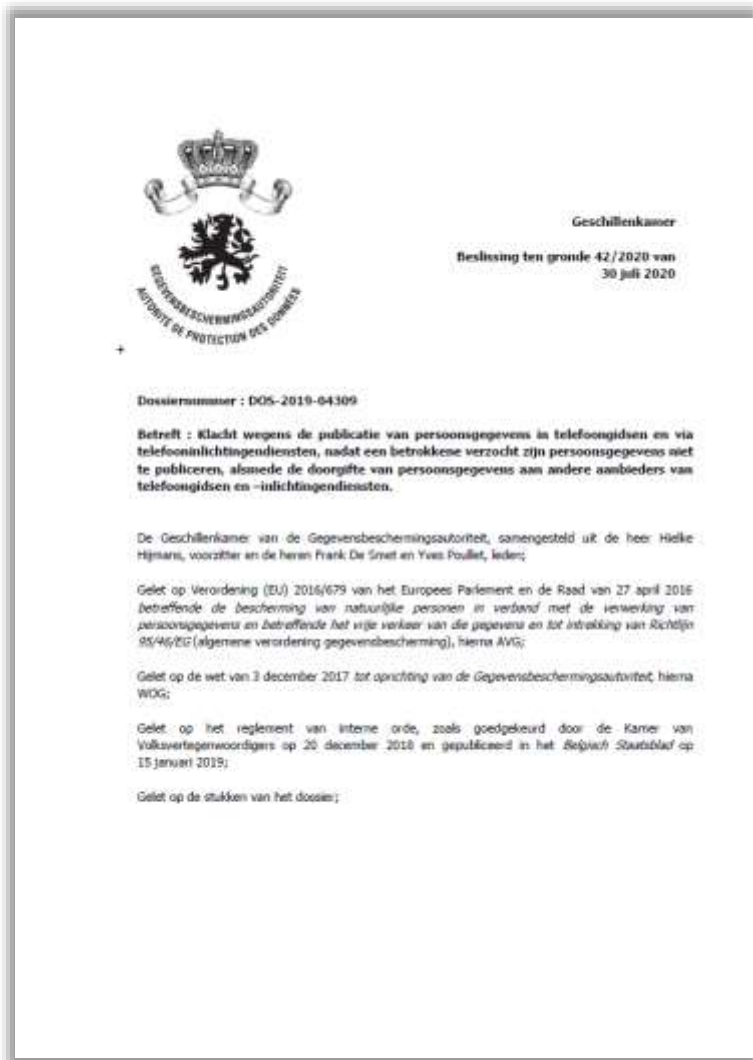 Geschillenkamer
Beslissing ten gronde 42/2020 van
30 juli 2020
GEGEVENSBESCHERMINGSAUTORITEIT
AUTORITÉ DE PROTECTION DES DONNÉES
+
Dossiernummer : DOS-2019-04309
Betreft : Klacht wegens de publicatie van persoonsgegevens in telefoongidsen en via
telefooninlichtingendiensten, nadat een betrokkene verzocht zijn persoonsgegevens niet
te publiceren, alsmede de doorgifte van persoonsgegevens aan andere aanbieders van
telefoongidsen en –inlichtingendiensten.
De Geschillenkamer van de Gegevensbeschermingsautoriteit, samengesteld uit de heer Hielke
Hijmans, voorzitter en de heren Frank De Smet en Yves Poullet, leden;
Gelet op Verordening (EU) 2016/679 van het Europees Parlement en de Raad van 27 april 2016
betreffende de bescherming van natuurlijke personen in verband met de verwerking van
persoonsgegevens en betreffende het vrije verkeer van die gegevens en tot intrekking van Richtlijn
95/46/EG (algemene verordening gegevensbescherming), hierna AVG;
Gelet op de wet van 3 december 2017 tot oprichting van de Gegevensbeschermingsautoriteit, hierna
WOG;
Gelet op het reglement van interne orde, zoals goedgekeurd door de Kamer van
Volksvertegenwoordigers op 20 december 2018 en gepubliceerd in het Belgisch Staatsblad op
15 januari 2019;
Gelet op de stukken van het dossier;